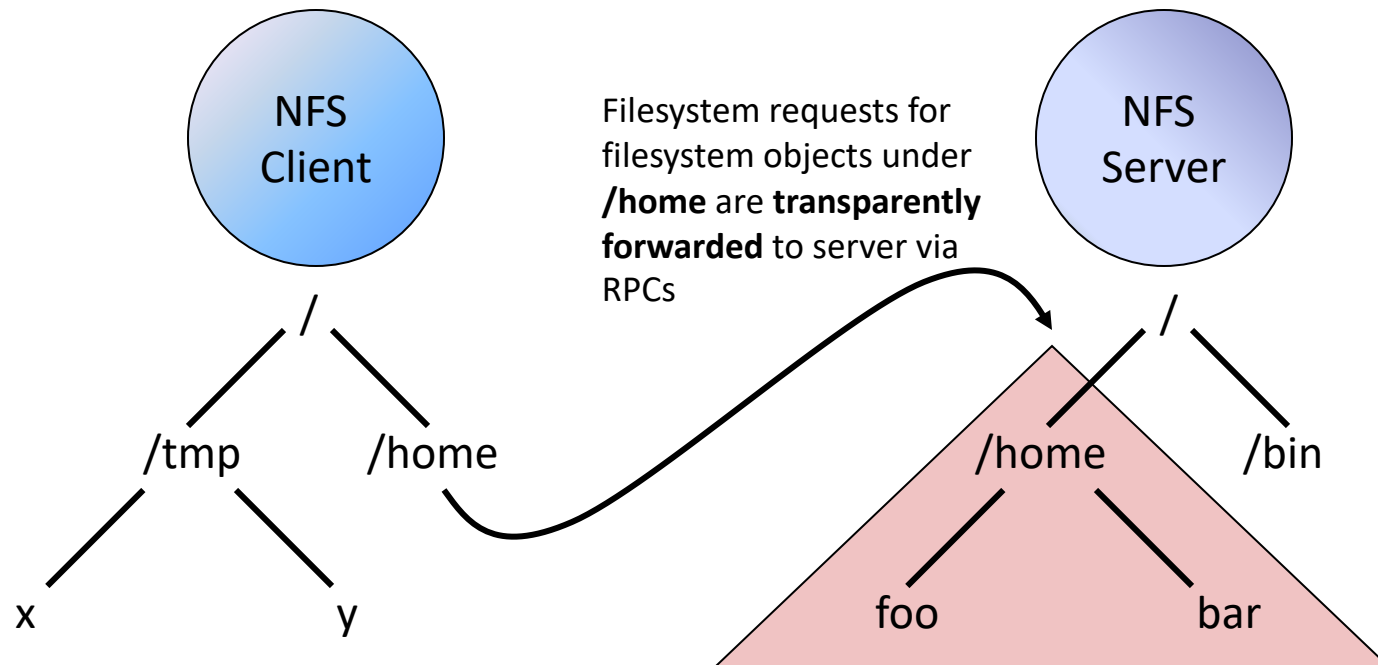 NFS
Client
Filesystem requests for
filesystem objects under
/home are transparently
forwarded to server via
RPCs
NFS
Server
/
/
/tmp
/home
/home
/bin
x
y
foo
bar